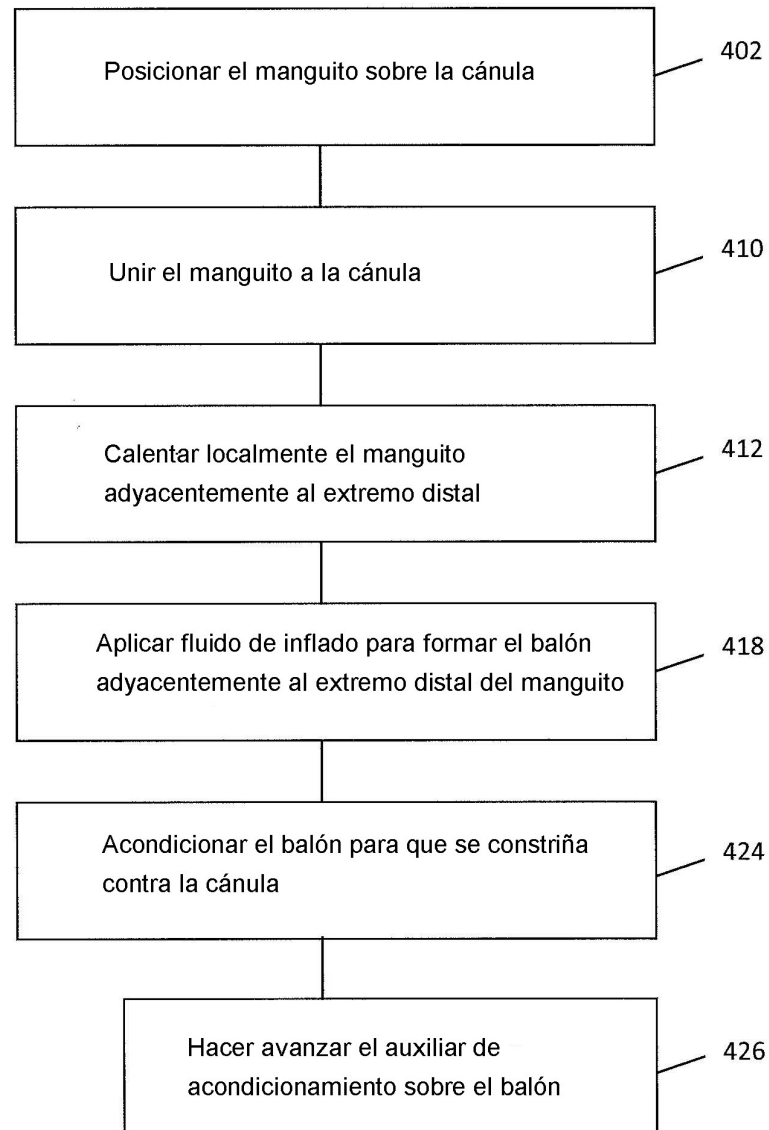 Posicionar el manguito sobre la cánula
402
Unir el manguito a la cánula
410
Calentar localmente el manguito
adyacentemente al extremo distal
412
Aplicar fluido de inflado para formar el balón
adyacentemente al extremo distal del manguito
418
Acondicionar el balón para que se constriña
contra la cánula
424
Hacer avanzar el auxiliar de
acondicionamiento sobre el balón
426